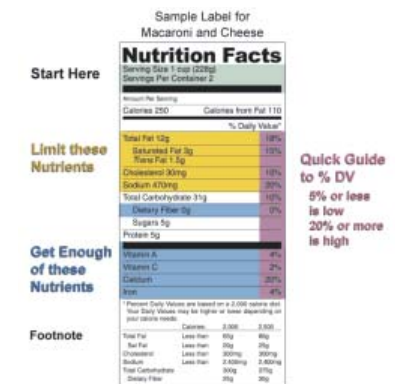 Sample Label for
Macaroni and Cheese
Nutrition Facts
Start Here
Serving Size 1 cup (228g)
Servings Per Container 2
Amount Per Serving
Calories 250 Calories from Fat 110
% Daily Value*
Limit these
Nutrients
Total Fat 12g 18%
Saturated Fat 3g 15%
Trans Fat 1.5g
Cholesterol 30mg 10%
Sodium 470mg 20%
Total Carbohydrate 31g 10%
Dietary Fiber 0g 0%
Sugars 5g
Protein 5g
Quick Guide
to % DV
5% or less
is low
20% or more
is high
Get Enough
of these
Nutrients
Vitamin A 4%
Vitamin C 2%
Calcium 20%
Iron 4%
Footnote
* Percent Daily Values are based on a 2,000 calorie diet.
Your Daily Values may be higher or lower depending on
your calorie needs:
Calories: 2,000 2,500
Total Fat Less than 65g 80g
Sat Fat Less than 20g 25g
Cholesterol Less than 300mg 300mg
Sodium Less than 2,400mg 2,400mg
Total Carbohydrate 300g 375g
Dietary Fiber 25g 30g